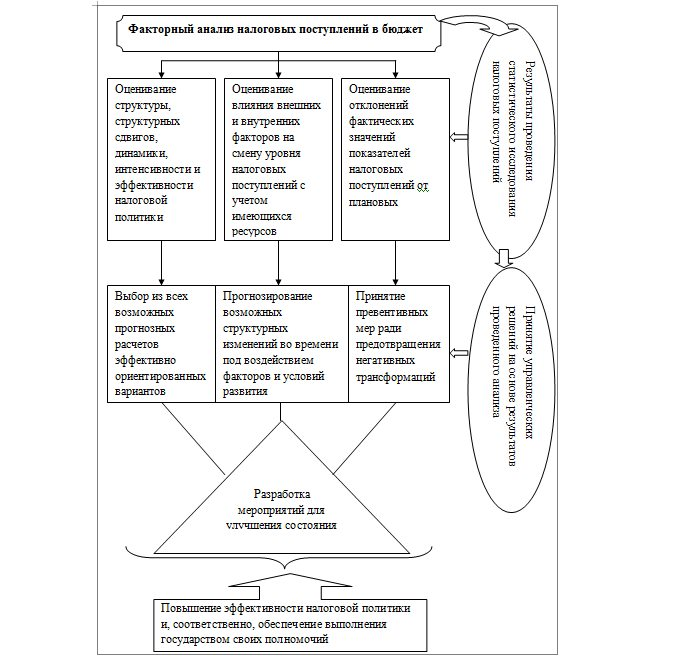 Факторный анализ налоговых поступлений в бюджет
Оценивание
структуры,
структурных
сдвигов,
динамики,
интенсивности и
эффективности
налоговой
политики
Оценивание
влияния внешних
и внутренних
факторов на
смену уровня
налоговых
поступлений с
учетом
имеющихся
ресурсов
Оценивание
отклонений
фактических
значений
показателей
налоговых
поступлений от
плановых
Результаты проведения
статистического исследования
налоговых поступлений
Выбор из всех
возможных
прогнозных
расчетов
эффективно
ориентированных
вариантов
Прогнозирование
возможных
структурных
изменений во времени
под воздействием
факторов и условий
развития
Принятие
превентивных
мер ради
предотвращения
негативных
трансформаций
Принятие управленческих
решений на основе результатов
проведенного анализа
Разработка
мероприятий для
улучшения состояния
Повышение эффективности налоговой политики
и, соответственно, обеспечение выполнения
государством своих полномочий